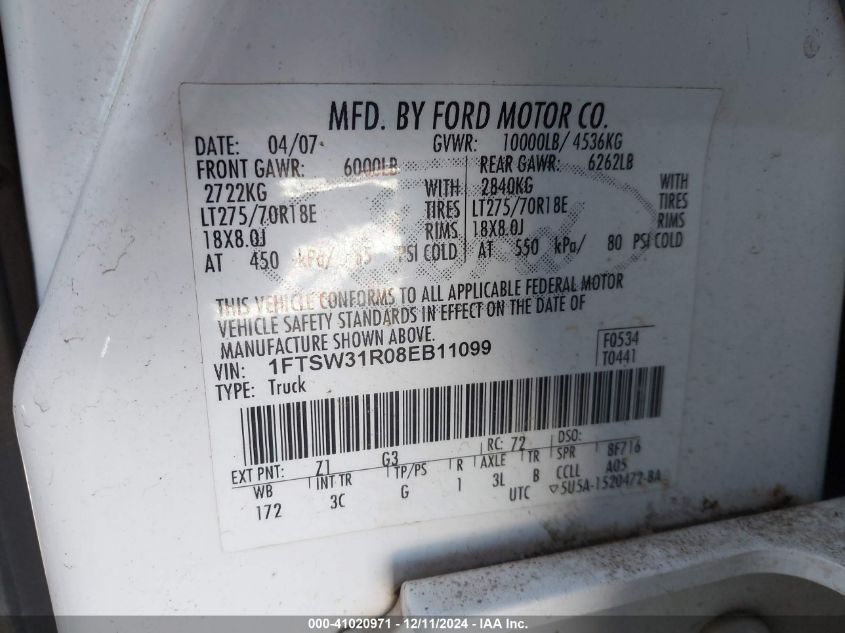 MFD. BY FORD MOTOR CO.
DATE: 04/07 GVWR: 10000LB/ 4536KG
FRONT GAWR: 6000LB REAR GAWR: 6262LB
2722KG WITH 2840KG WITH
LT275/70R18E TIRES LT275/70R18E TIRES
18X8.0J RIMS 18X8.0J RIMS
AT 450 kPa/ 65 PSI COLD AT 550 kPa/ 80 PSI COLD
THIS VEHICLE CONFORMS TO ALL APPLICABLE FEDERAL MOTOR
VEHICLE SAFETY STANDARDS IN EFFECT ON THE DATE OF
MANUFACTURE SHOWN ABOVE.
VIN: 1FTSW31R08EB11099 F0534
TYPE: Truck T0441
EXT PNT: Z1 G3 RC: 72 DSO:
WB INT TR TP/PS R AXLE TR SPR 8F716
172 3C G 1 3L B CCLL A05
UTC ▽5U5A-1520472-BA
000-41020971 - 12/11/2024 - IAA Inc.